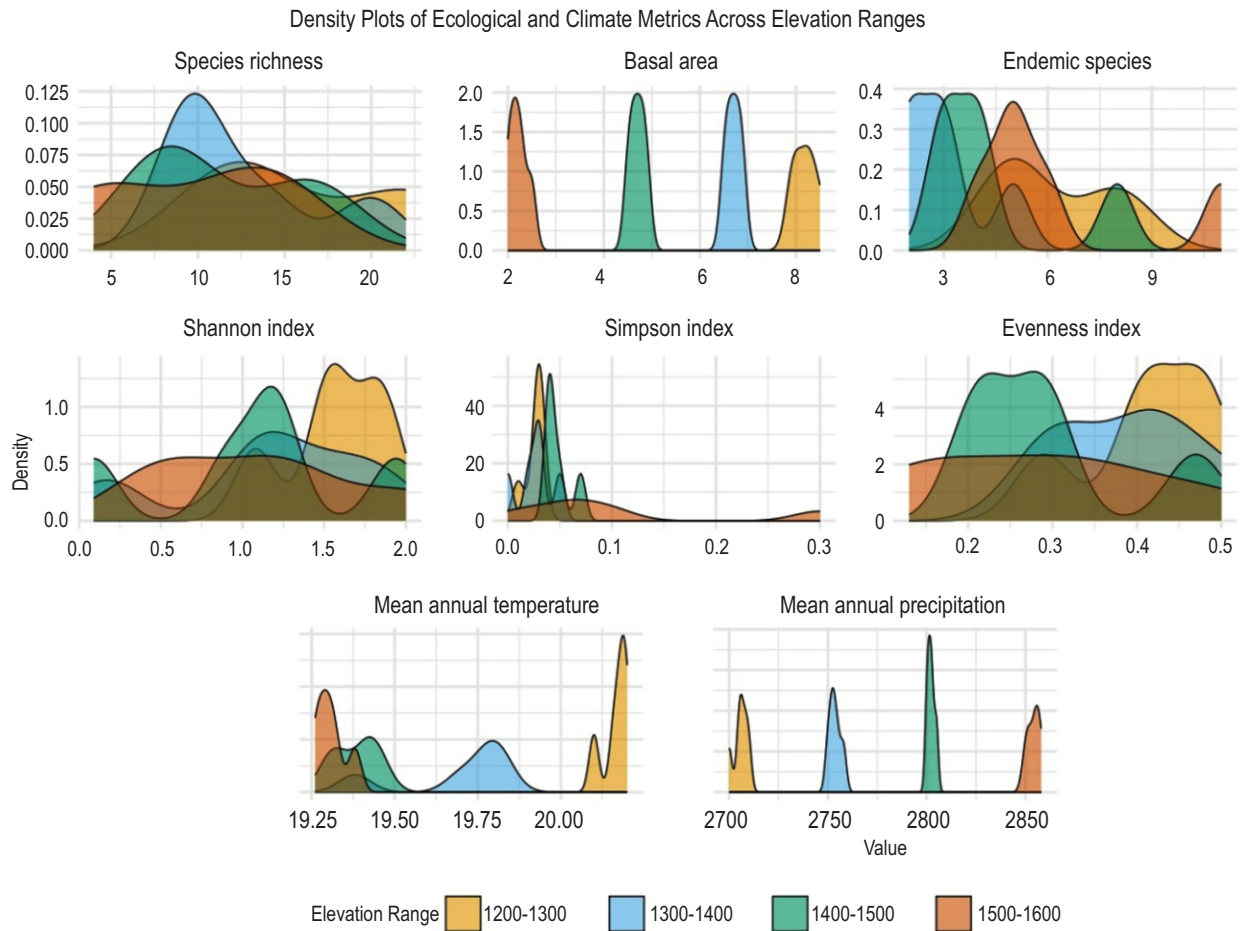 Density Plots of Ecological and Climate Metrics Across Elevation Ranges
Species richness
0.125
0.100
0.075
0.050
0.025
0.000
5 10 15 20
Basal area
2.0
1.5
1.0
0.5
0.0
2 4 6 8
Endemic species
0.4
0.3
0.2
0.1
0.0
3 6 9
Density
Shannon index
1.0
0.5
0.0
0.0 0.5 1.0 1.5 2.0
Simpson index
40
20
0
0.0 0.1 0.2 0.3
Evenness index
4
2
0
0.2 0.3 0.4 0.5
Mean annual temperature
19.25 19.50 19.75 20.00
Mean annual precipitation
2700 2750 2800 2850
Value
Elevation Range 1200-1300 1300-1400 1400-1500 1500-1600